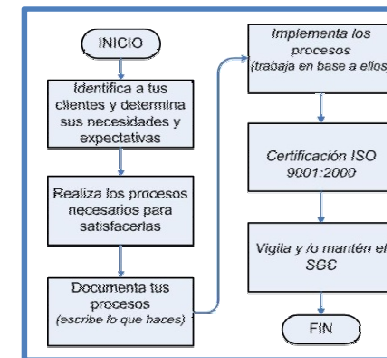 INICIO
Identifica a tus
clientes y determina
sus necesidades y
expectativas
Realiza los procesos
necesarios para
satisfacerlas
Documenta tus
procesos
(escribe lo que haces)
Implementa los
procesos
(trabaja en base a ellos)
Certificación ISO
9001:2000
Vigila y /o mantén el
SGC
FIN